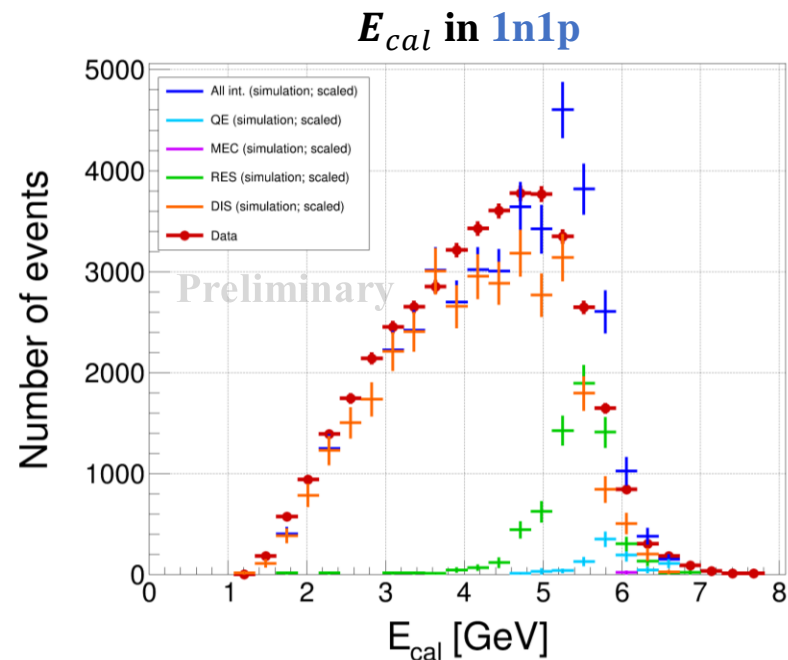 E_cal in 1n1p
5000
4000
3000
2000
1000
0
Number of events
All int. (simulation; scaled)
QE (simulation; scaled)
MEC (simulation; scaled)
RES (simulation; scaled)
DIS (simulation; scaled)
Data
Preliminary
0 1 2 3 4 5 6 7 8
E_cal [GeV]